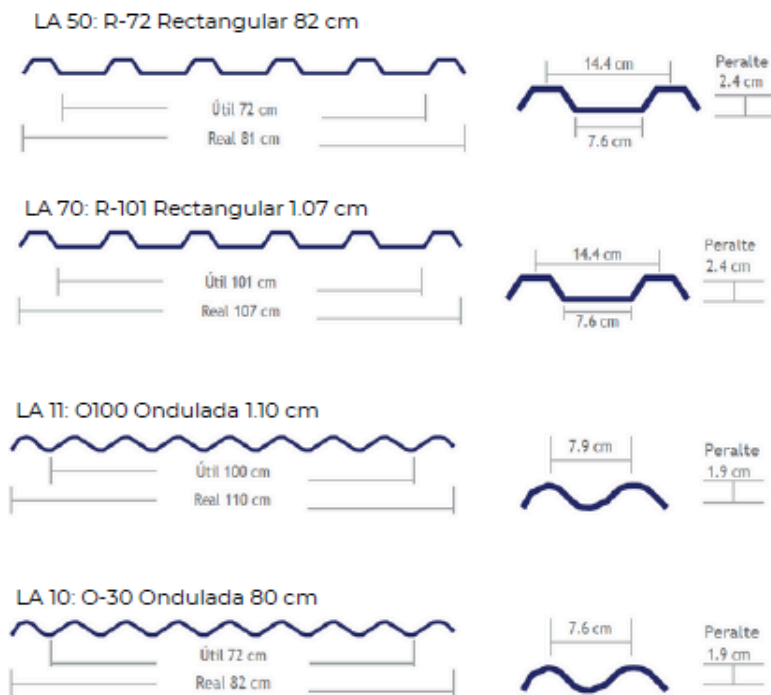 LA 50: R-72 Rectangular 82 cm
14.4 cm
Peralte
2.4 cm
Útil 72 cm
Real 81 cm
7.6 cm
LA 70: R-101 Rectangular 1.07 cm
14.4 cm
Peralte
2.4 cm
Útil 101 cm
Real 107 cm
7.6 cm
LA 11: O100 Ondulada 1.10 cm
7.9 cm
Peralte
1.9 cm
Útil 100 cm
Real 110 cm
LA 10: O-30 Ondulada 80 cm
7.6 cm
Peralte
1.9 cm
Útil 72 cm
Real 82 cm